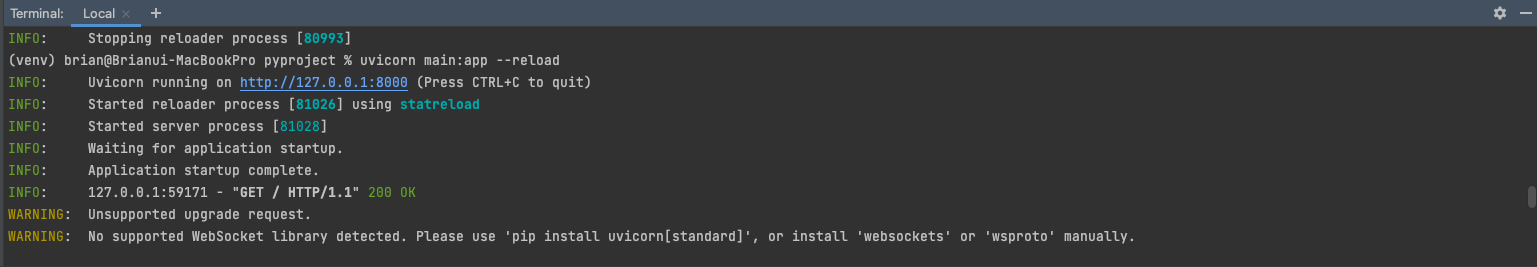 Terminal: Local × +
INFO: Stopping reloader process [80993]
(venv) brian@Brianui-MacBookPro pyproject % uvicorn main:app --reload
INFO: Uvicorn running on http://127.0.0.1:8000 (Press CTRL+C to quit)
INFO: Started reloader process [81026] using statreload
INFO: Started server process [81028]
INFO: Waiting for application startup.
INFO: Application startup complete.
INFO: 127.0.0.1:59171 - "GET / HTTP/1.1" 200 OK
WARNING: Unsupported upgrade request.
WARNING: No supported WebSocket library detected. Please use 'pip install uvicorn[standard]', or install 'websockets' or 'wsproto' manually.